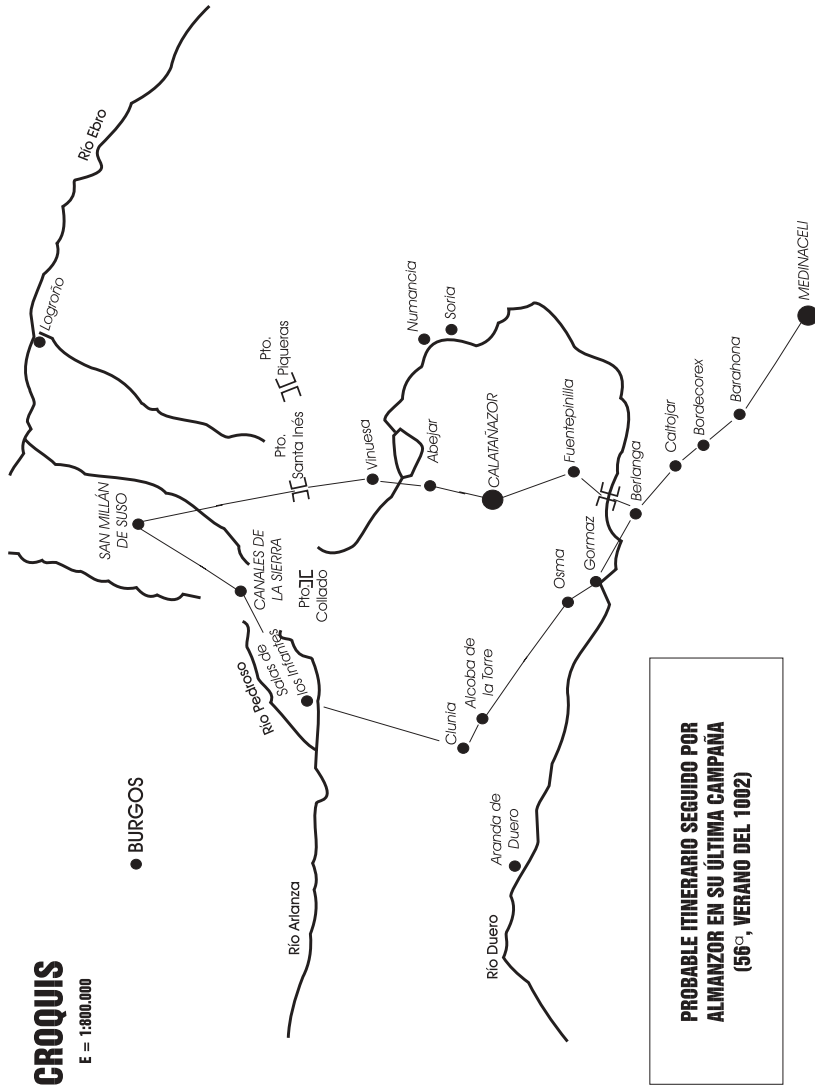 CROQUIS
E = 1:800.000
BURGOS
Río Arlanza
Río Pedroso
Salas de
los Infantes
CANALES DE
LA SIERRA
SAN MILLÁN
DE SUSO
Logroño
Río Ebro
Pto.
Collado
Pto.
Santa Inés
Pto.
Piqueras
Vinuesa
Abejar
Numancia
Soria
CALATAÑAZOR
Fuentepinilla
Clunia
Alcoba de
la Torre
Aranda de
Duero
Río Duero
Osma
Gormaz
Berlanga
Caltojar
Bordecorex
Barahona
MEDINACELI
PROBABLE ITINERARIO SEGUIDO POR
ALMANZOR EN SU ÚLTIMA CAMPAÑA
(56ª, VERANO DEL 1002)